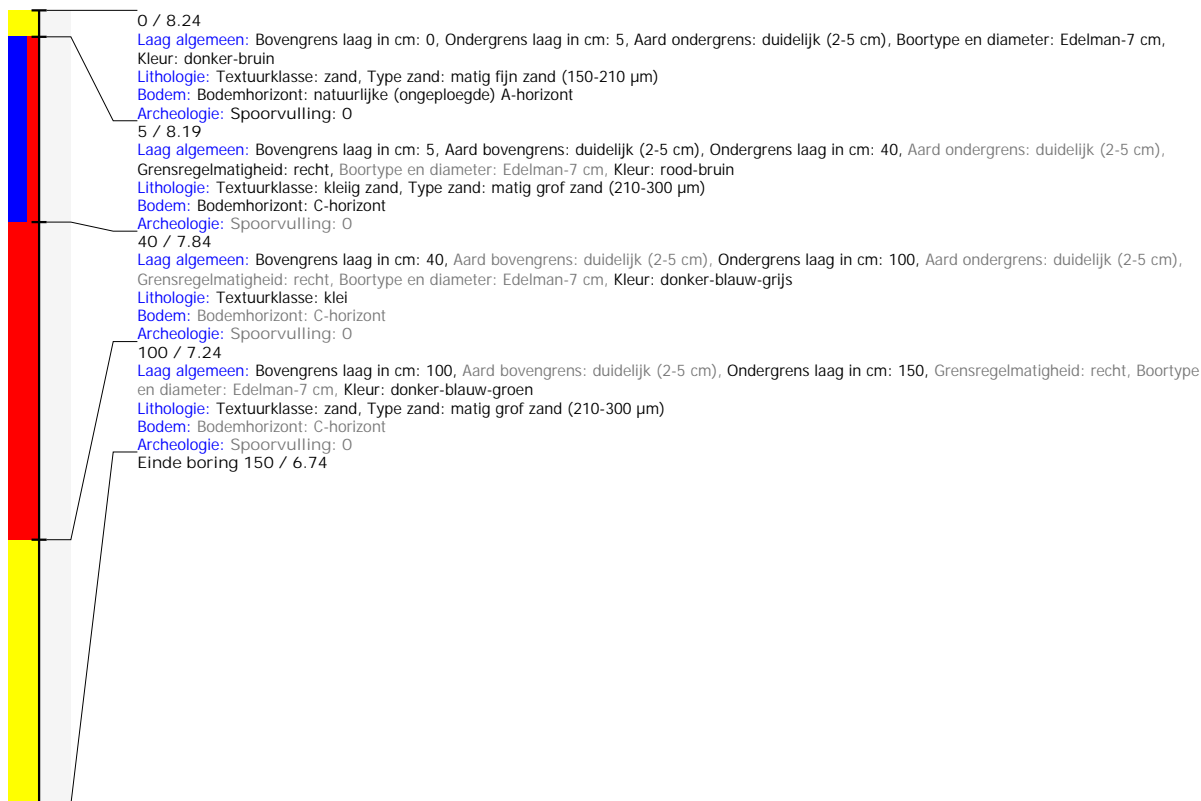 0 / 8.24
Laag algemeen: Bovengrens laag in cm: 0, Ondergrens laag in cm: 5, Aard ondergrens: duidelijk (2-5 cm), Boortype en diameter: Edelman-7 cm,
Kleur: donker-bruin
Lithologie: Textuurklasse: zand, Type zand: matig fijn zand (150-210 µm)
Bodem: Bodemhorizont: natuurlijke (ongeploegde) A-horizont
Archeologie: Spoorvulling: 0
5 / 8.19
Laag algemeen: Bovengrens laag in cm: 5, Aard bovengrens: duidelijk (2-5 cm), Ondergrens laag in cm: 40, Aard ondergrens: duidelijk (2-5 cm),
Grensregelmatigheid: recht, Boortype en diameter: Edelman-7 cm, Kleur: rood-bruin
Lithologie: Textuurklasse: kleiig zand, Type zand: matig grof zand (210-300 µm)
Bodem: Bodemhorizont: C-horizont
Archeologie: Spoorvulling: 0
40 / 7.84
Laag algemeen: Bovengrens laag in cm: 40, Aard bovengrens: duidelijk (2-5 cm), Ondergrens laag in cm: 100, Aard ondergrens: duidelijk (2-5 cm),
Grensregelmatigheid: recht, Boortype en diameter: Edelman-7 cm, Kleur: donker-blauw-grijs
Lithologie: Textuurklasse: klei
Bodem: Bodemhorizont: C-horizont
Archeologie: Spoorvulling: 0
100 / 7.24
Laag algemeen: Bovengrens laag in cm: 100, Aard bovengrens: duidelijk (2-5 cm), Ondergrens laag in cm: 150, Grensregelmatigheid: recht, Boortype
en diameter: Edelman-7 cm, Kleur: donker-blauw-groen
Lithologie: Textuurklasse: zand, Type zand: matig grof zand (210-300 µm)
Bodem: Bodemhorizont: C-horizont
Archeologie: Spoorvulling: 0
Einde boring 150 / 6.74